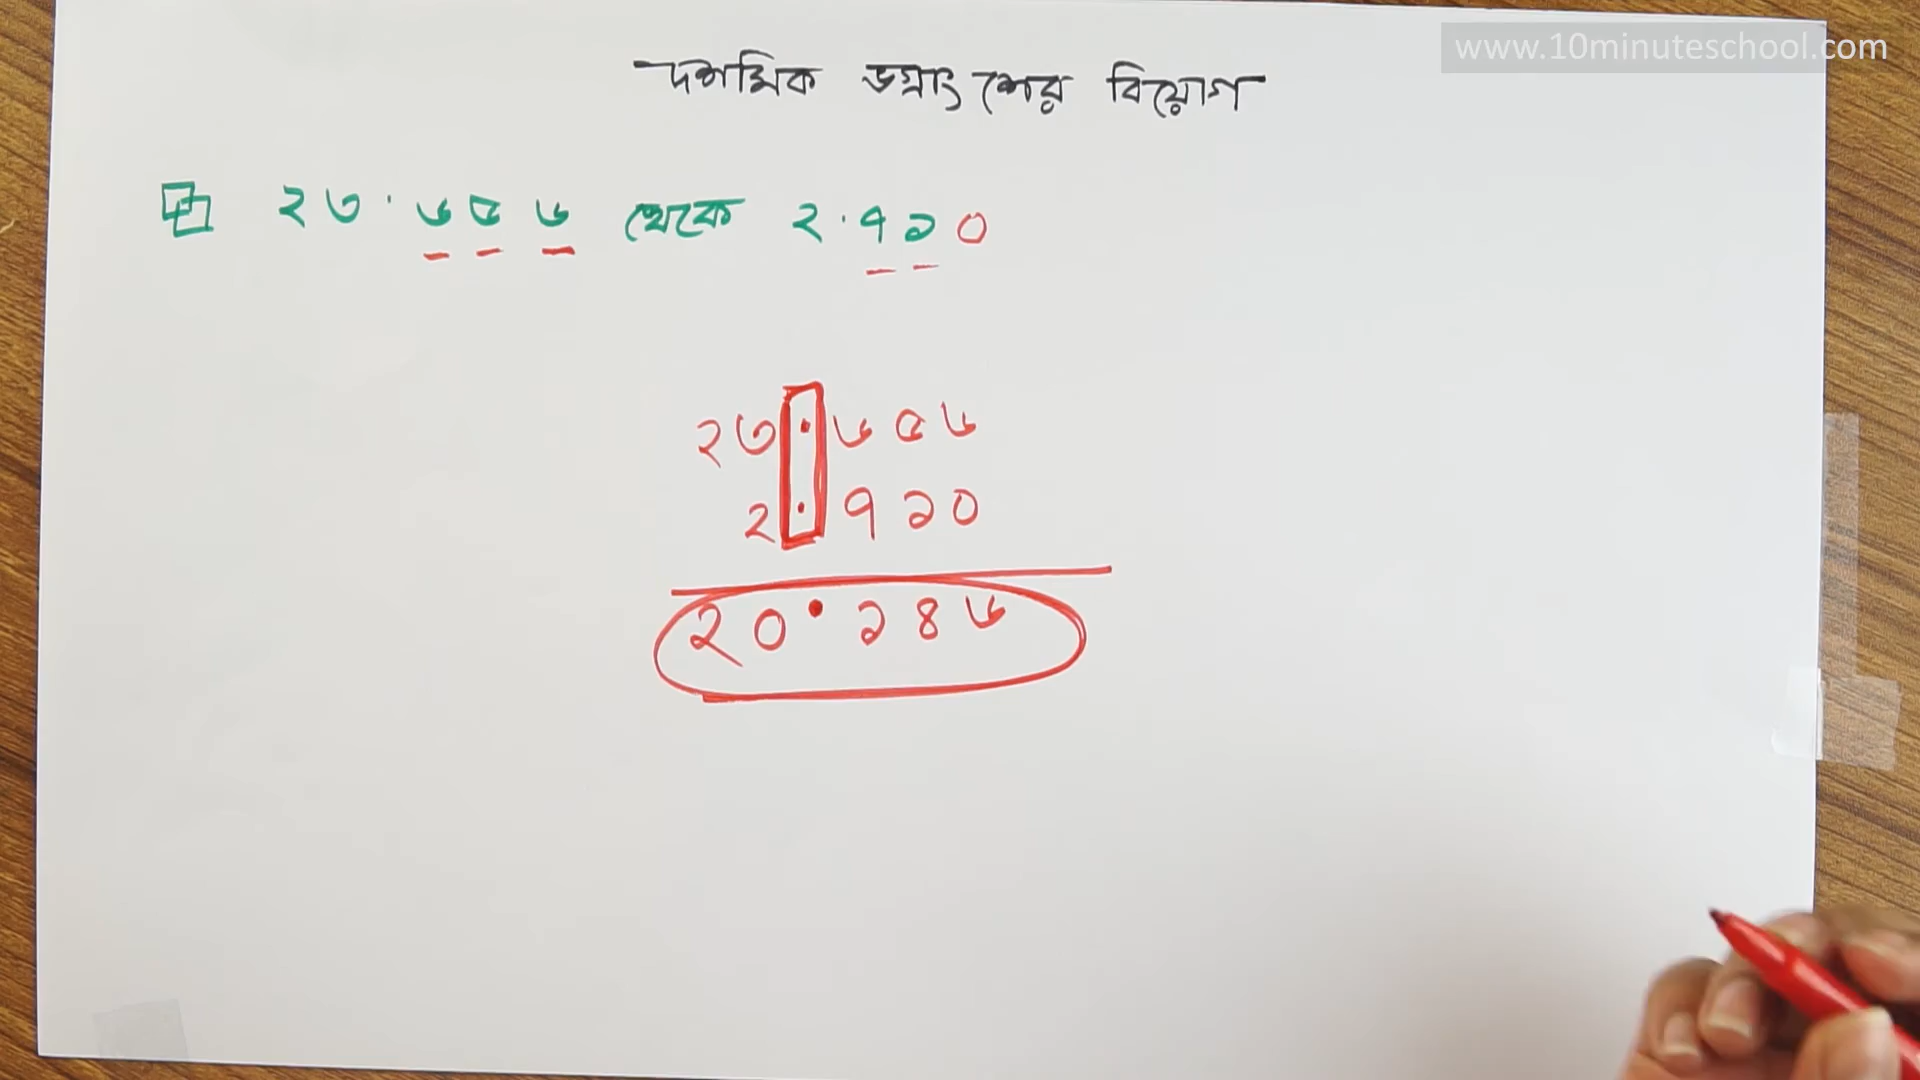 www.10minuteschool.com
দশমিক ভগ্নাংশের বিয়োগ
২৩.৬৫৬ থেকে ২.৭১০
২৩.৬৫৬
২.৭১০
২০.৯৪৬